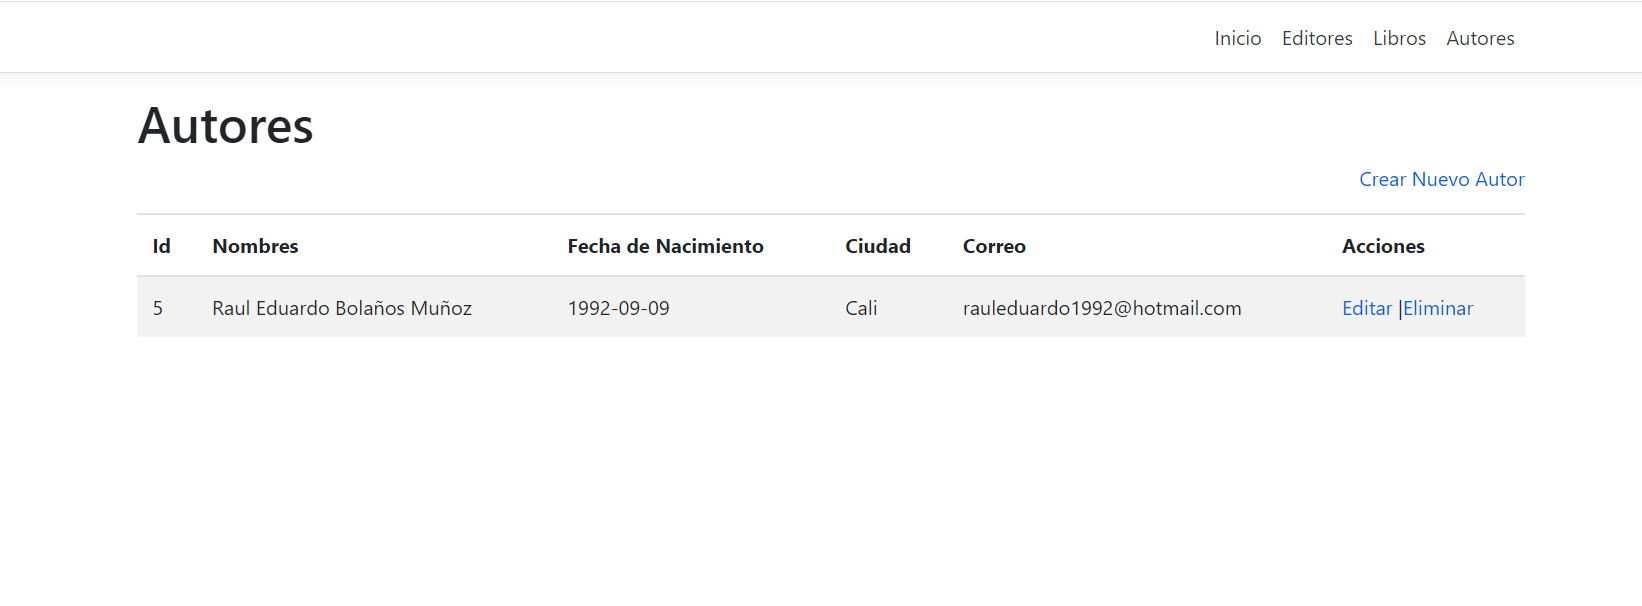 Inicio Editores Libros Autores
Autores
Crear Nuevo Autor
Id Nombres Fecha de Nacimiento Ciudad Correo Acciones
5 Raul Eduardo Bolaños Muñoz 1992-09-09 Cali rauleduardo1992@hotmail.com Editar |Eliminar